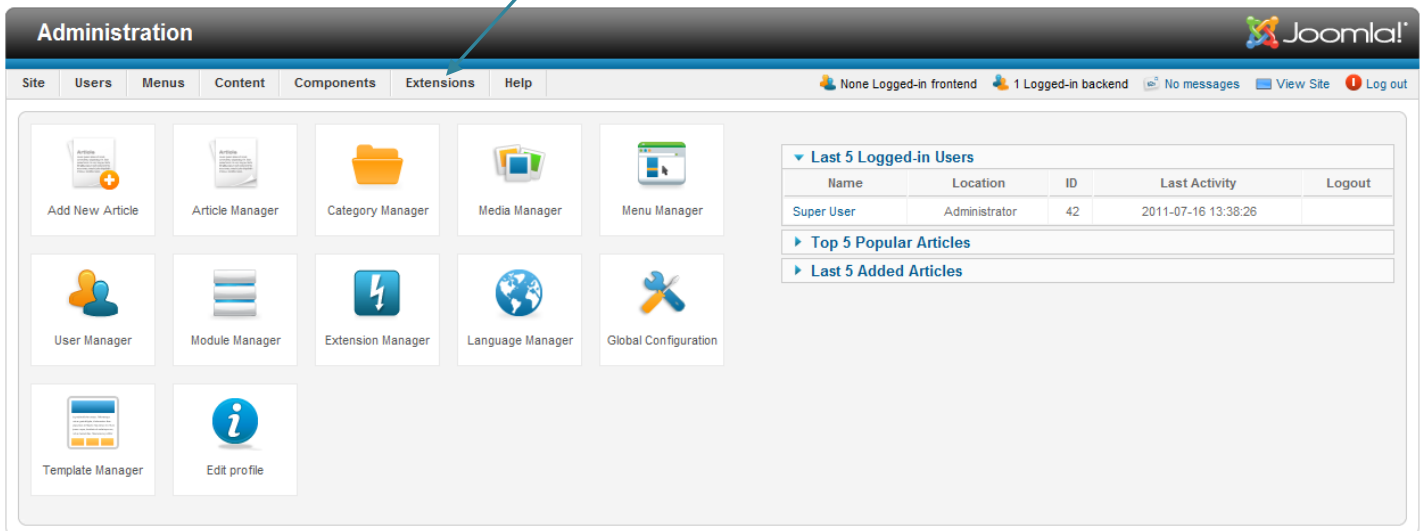 Administration
Joomla!
Site Users Menus Content Components Extensions Help
None Logged-in frontend 1 Logged-in backend No messages View Site Log out
Add New Article Article Manager Category Manager Media Manager Menu Manager
User Manager Module Manager Extension Manager Language Manager Global Configuration
Template Manager Edit profile
Last 5 Logged-in Users
Name Location ID Last Activity Logout
Super User Administrator 42 2011-07-16 13:38:26
Top 5 Popular Articles
Last 5 Added Articles